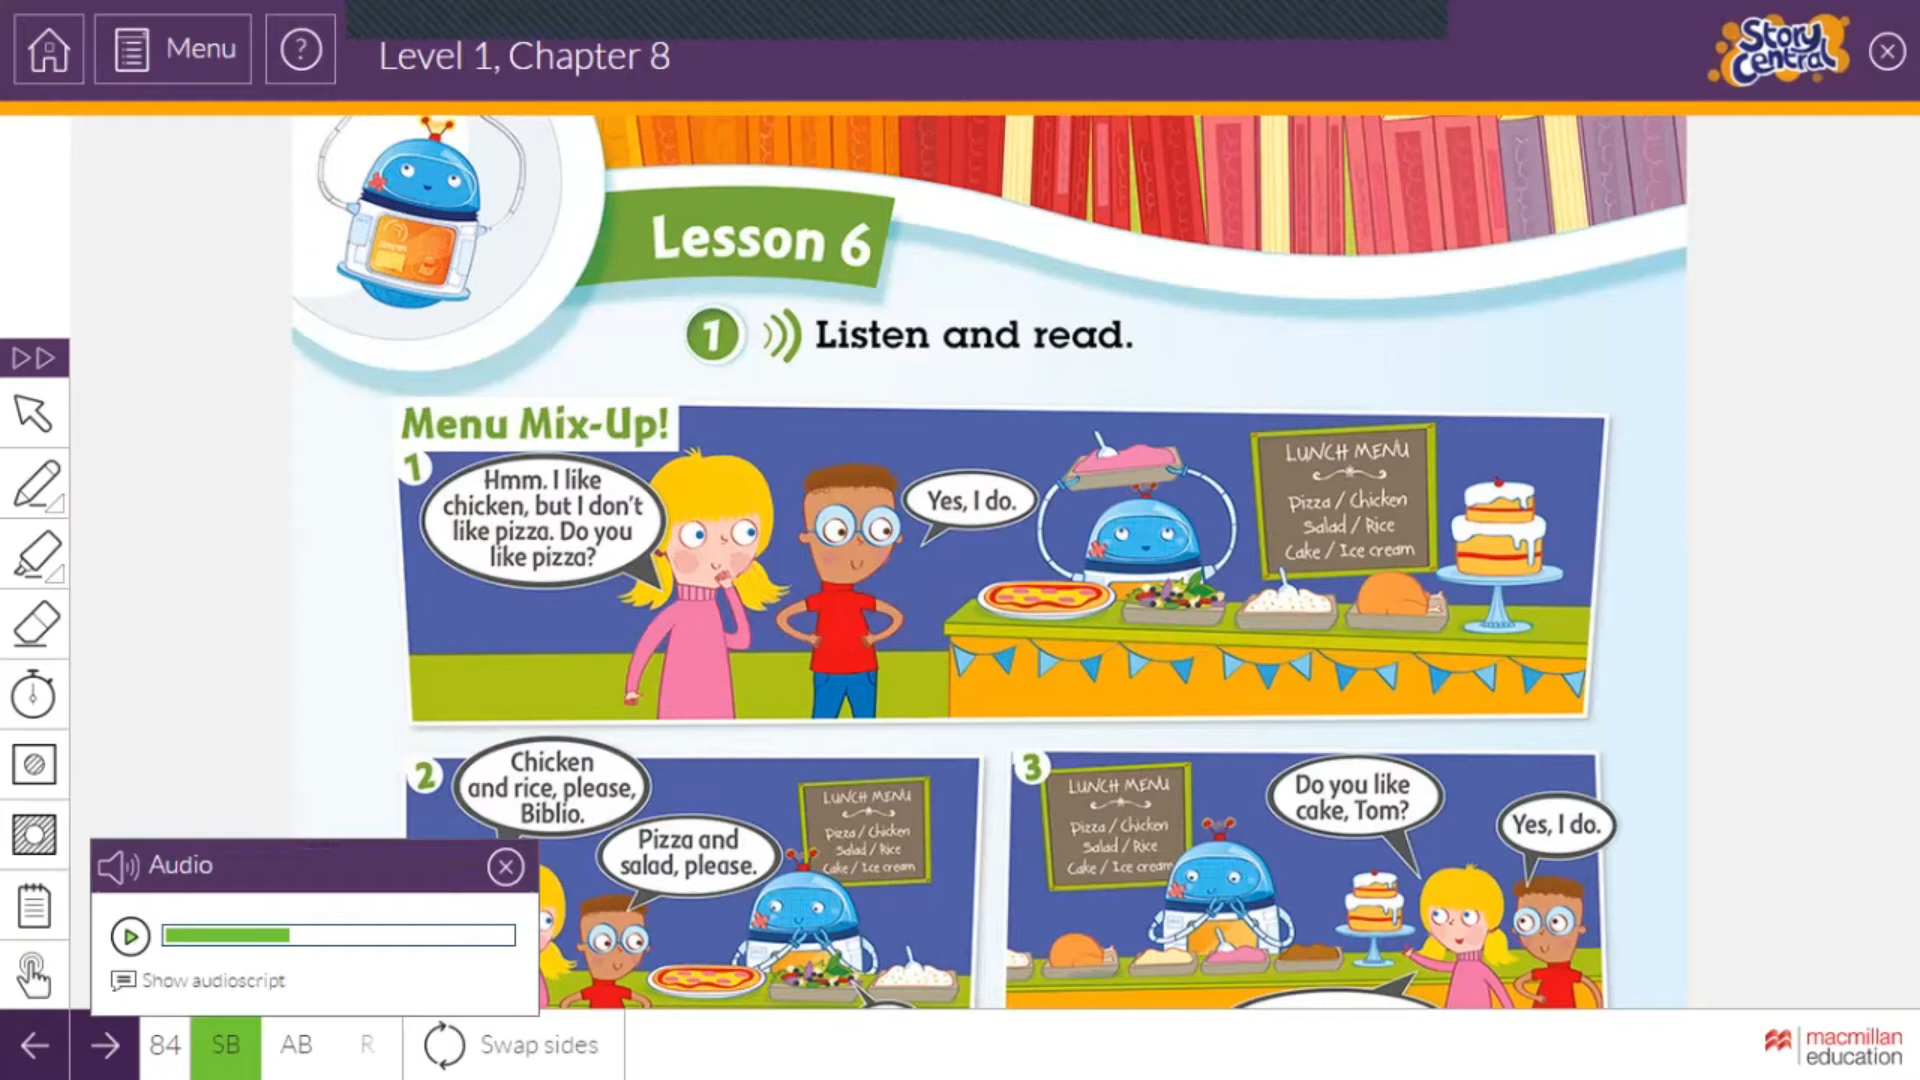 Menu
?
Level 1, Chapter 8
Story
Central
Lesson 6
1 Listen and read.
Menu Mix-Up!
1
Hmm. I like
chicken, but I don't
like pizza. Do you
like pizza?
Yes, I do.
LUNCH MENU
Pizza / Chicken
Salad / Rice
Cake / Ice cream
2
Chicken
and rice, please,
Biblio.
Pizza and
salad, please.
LUNCH MENU
Pizza / Chicken
Salad / Rice
Cake / Ice cream
3
LUNCH MENU
Pizza / Chicken
Salad / Rice
Cake / Ice cream
Do you like
cake, Tom?
Yes, I do.
Audio
Show audioscript
84
SB
AB
R
Swap sides
macmillan
education